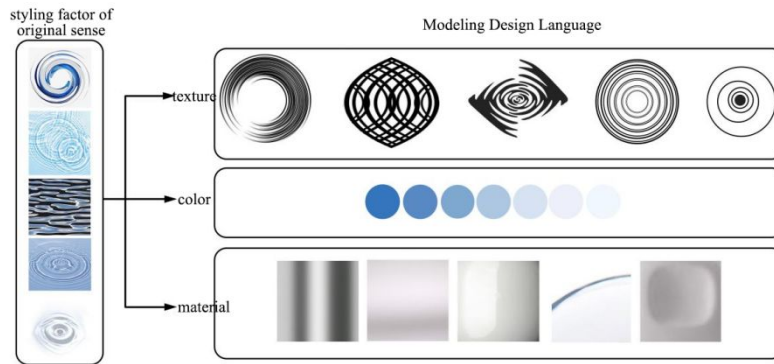 styling factor of
original sense
Modeling Design Language
texture
color
material